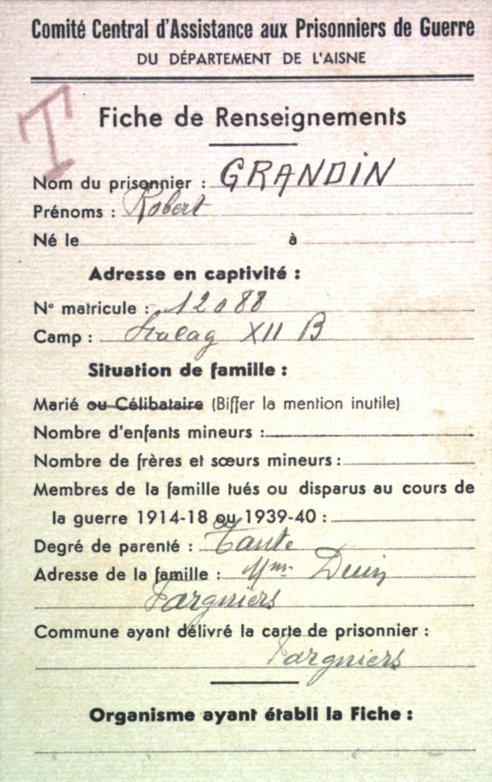 Comité Central d'Assistance aux Prisonniers de Guerre
DU DÉPARTEMENT DE L'AISNE
T
Fiche de Renseignements
Nom du prisonnier : GRANDIN
Prénoms : Robert
Né le à
Adresse en captivité :
N° matricule : 12088
Camp : Stalag XII B
Situation de famille :
Marié ou Célibataire (Biffer la mention inutile)
Nombre d'enfants mineurs :
Nombre de frères et sœurs mineurs :
Membres de la famille tués ou disparus au cours de
la guerre 1914-18 ou 1939-40 :
Degré de parenté : Tante
Adresse de la famille : Mme
Targniers
Commune ayant délivré la carte de prisonnier :
Targniers
Organisme ayant établi la Fiche :